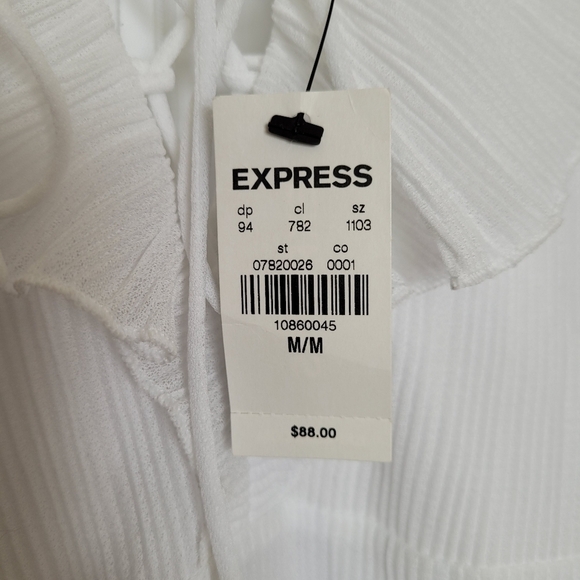 EXPRESS
dp cl sz
94 782 1103
st co
07820026 0001
10860045
M/M
$88.00